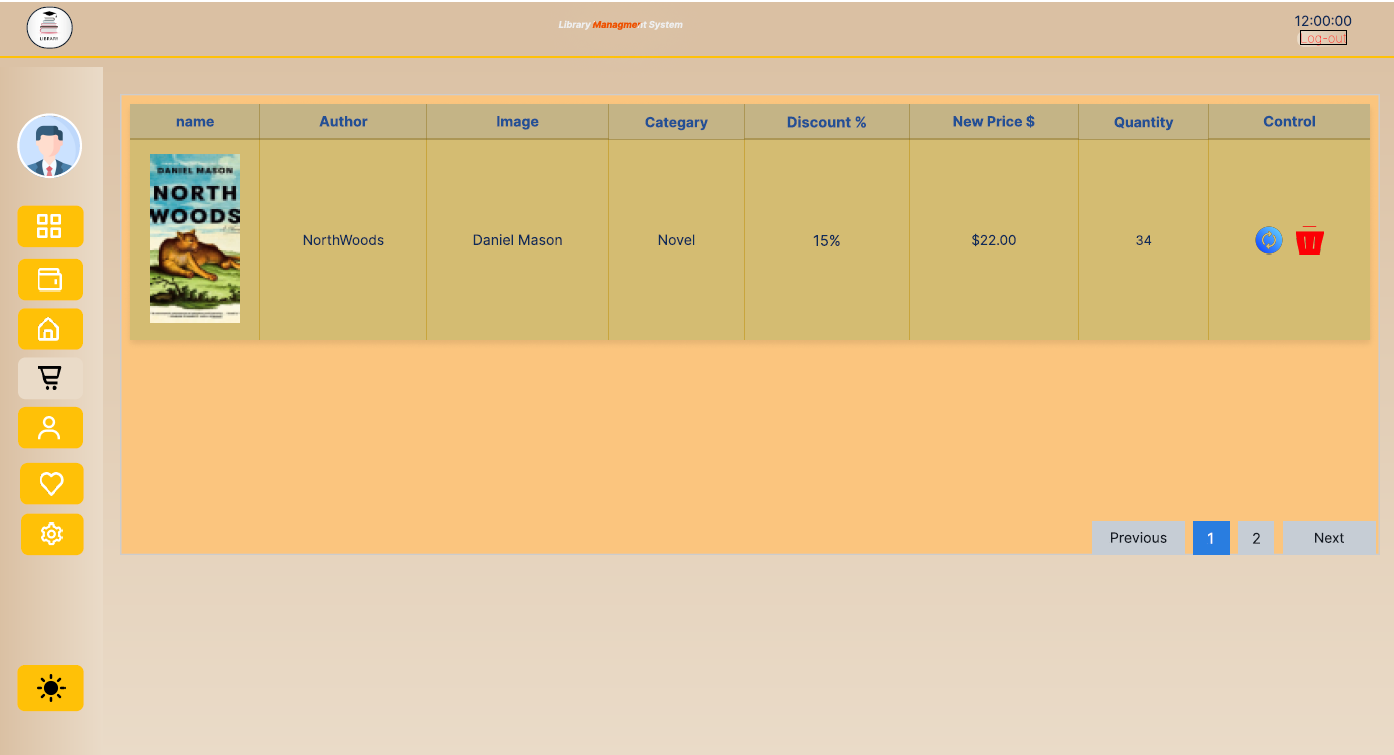 LIBRARY
Library Managment System
12:00:00
Log-out
name Author Image Categary Discount % New Price $ Quantity Control
DANIEL MASON
NORTH
WOODS
NorthWoods Daniel Mason Novel 15% $22.00 34
Previous 1 2 Next